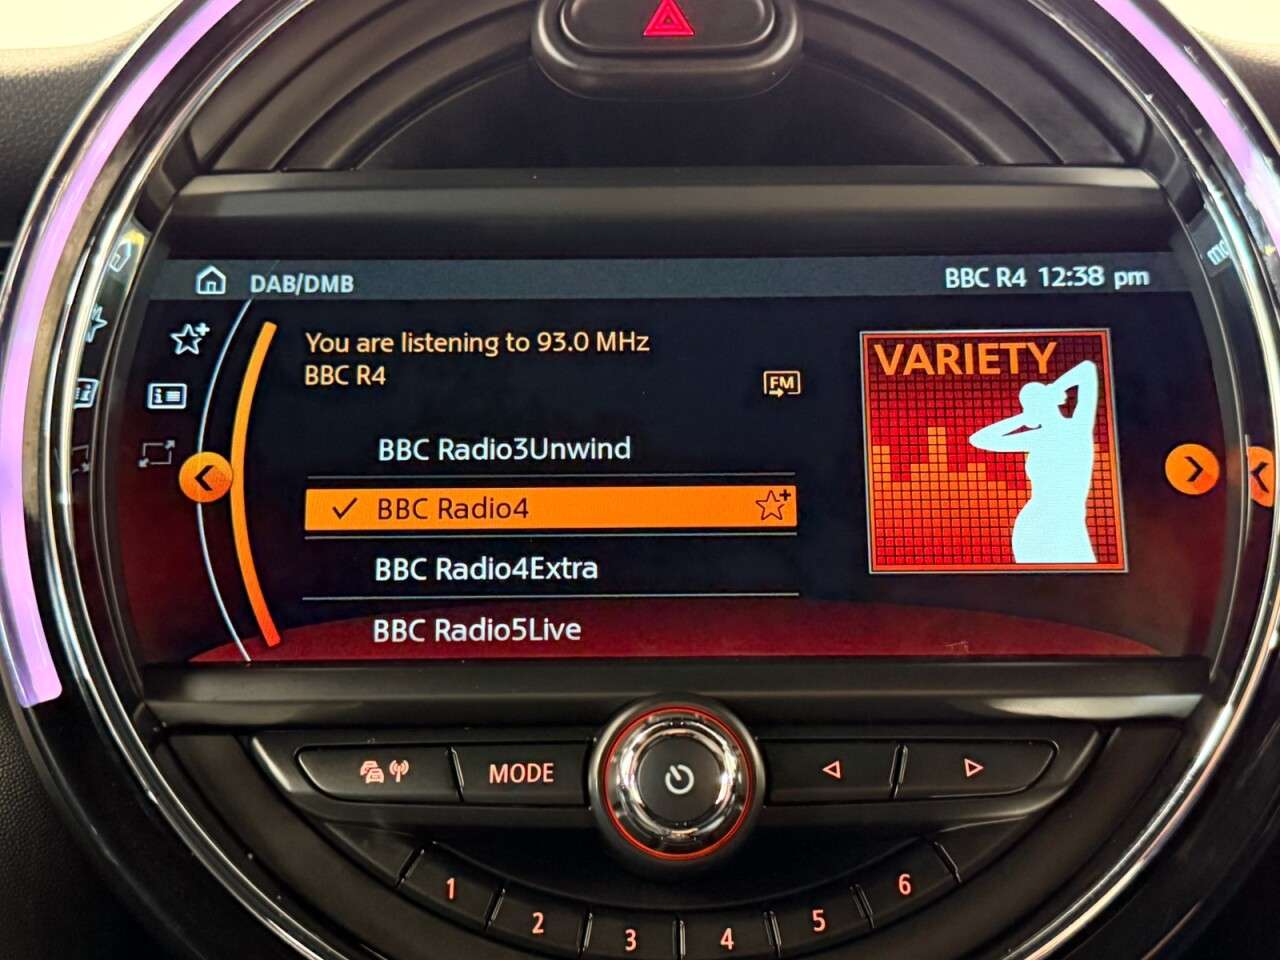 DAB/DMB
BBC R4 12:38 pm
You are listening to 93.0 MHz
BBC R4
FM
VARIETY
BBC Radio3Unwind
BBC Radio4
BBC Radio4Extra
BBC Radio5Live
MODE
1
2
3
4
5
6